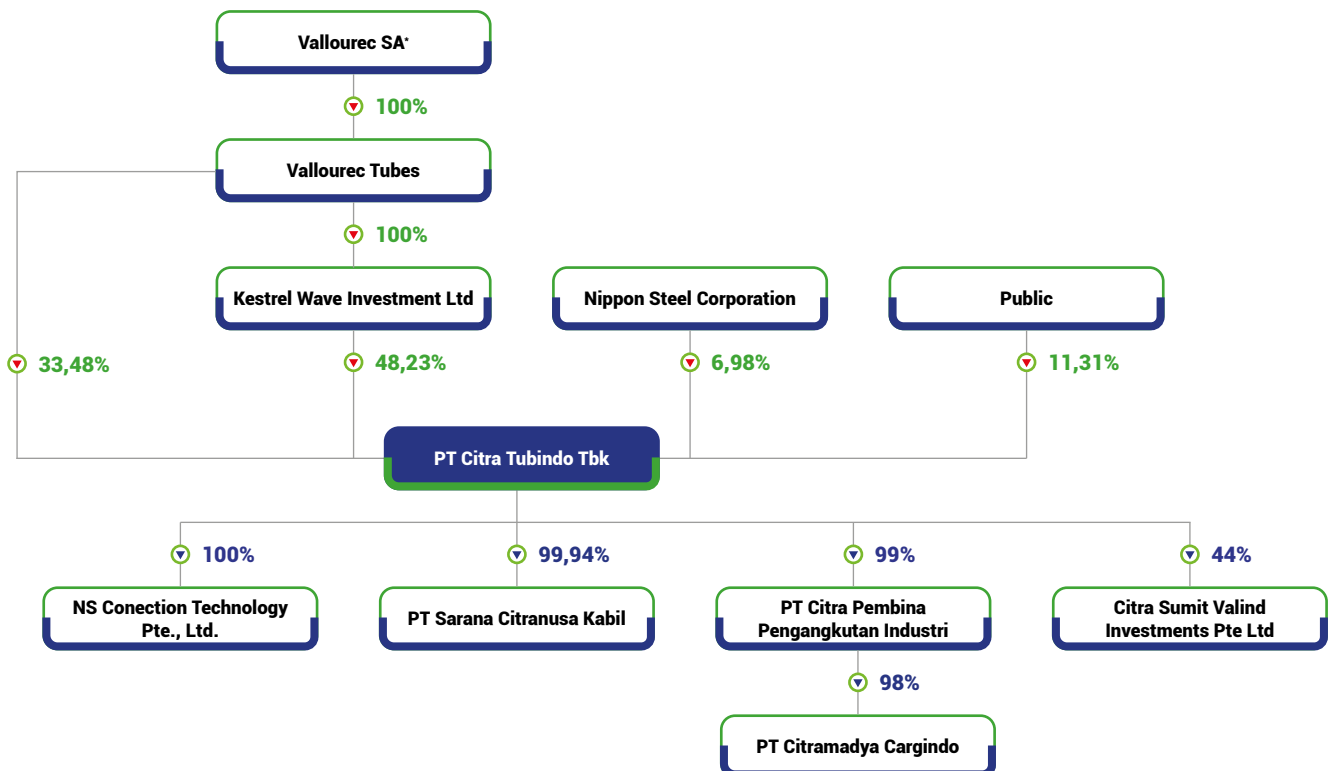 Vallourec SA*
100%
Vallourec Tubes
100%
Kestrel Wave Investment Ltd
Nippon Steel Corporation
Public
33,48%
48,23%
6,98%
11,31%
PT Citra Tubindo Tbk
100%
99,94%
99%
44%
NS Conection Technology
Pte., Ltd.
PT Sarana Citranusa Kabil
PT Citra Pembina
Pengangkutan Industri
Citra Sumit Valind
Investments Pte Ltd
98%
PT Citramadya Cargindo